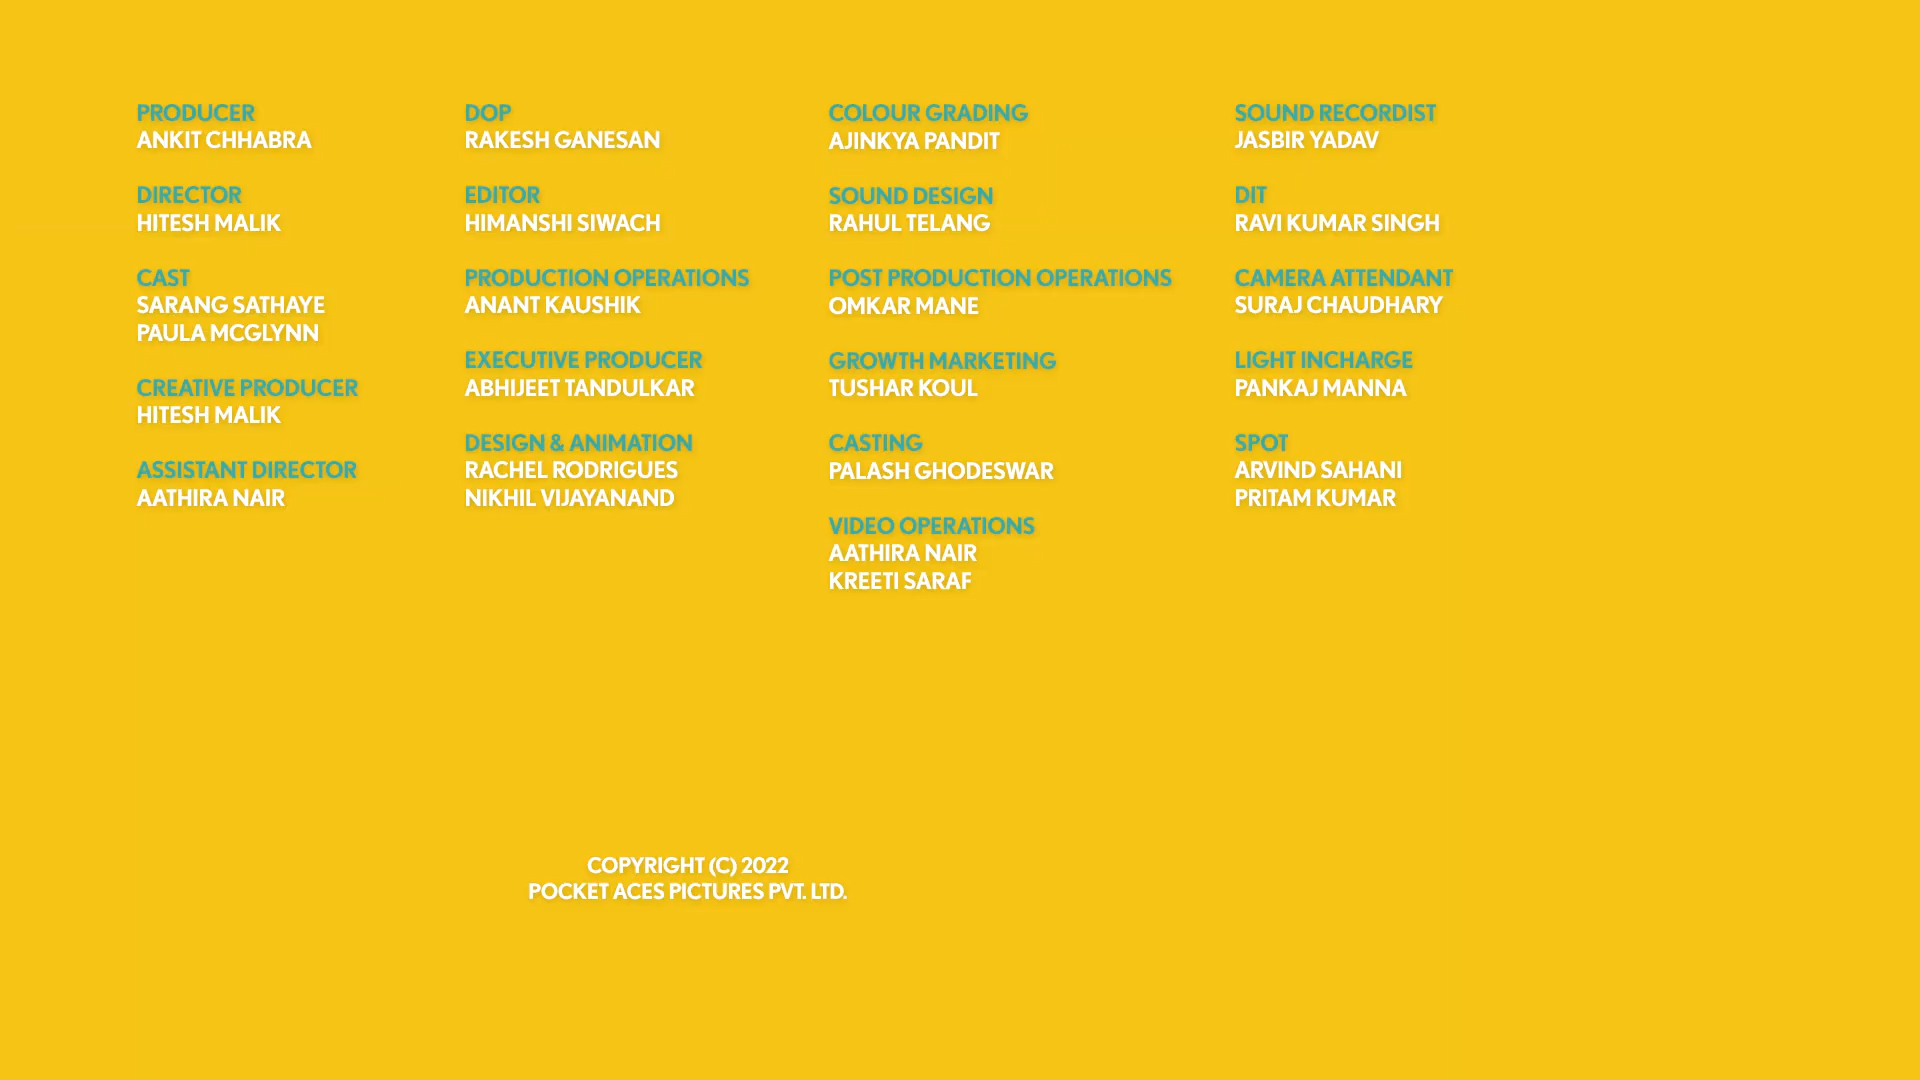 PRODUCER
ANKIT CHHABRA
DIRECTOR
HITESH MALIK
CAST
SARANG SATHAYE
PAULA MCGLYNN
CREATIVE PRODUCER
HITESH MALIK
ASSISTANT DIRECTOR
AATHIRA NAIR
DOP
RAKESH GANESAN
EDITOR
HIMANSHI SIWACH
PRODUCTION OPERATIONS
ANANT KAUSHIK
EXECUTIVE PRODUCER
ABHIJEET TANDULKAR
DESIGN & ANIMATION
RACHEL RODRIGUES
NIKHIL VIJAYANAND
COLOUR GRADING
AJINKYA PANDIT
SOUND DESIGN
RAHUL TELANG
POST PRODUCTION OPERATIONS
OMKAR MANE
GROWTH MARKETING
TUSHAR KOUL
CASTING
PALASH GHODESWAR
VIDEO OPERATIONS
AATHIRA NAIR
KREETI SARAF
SOUND RECORDIST
JASBIR YADAV
DIT
RAVI KUMAR SINGH
CAMERA ATTENDANT
SURAJ CHAUDHARY
LIGHT INCHARGE
PANKAJ MANNA
SPOT
ARVIND SAHANI
PRITAM KUMAR
COPYRIGHT (C) 2022
POCKET ACES PICTURES PVT. LTD.